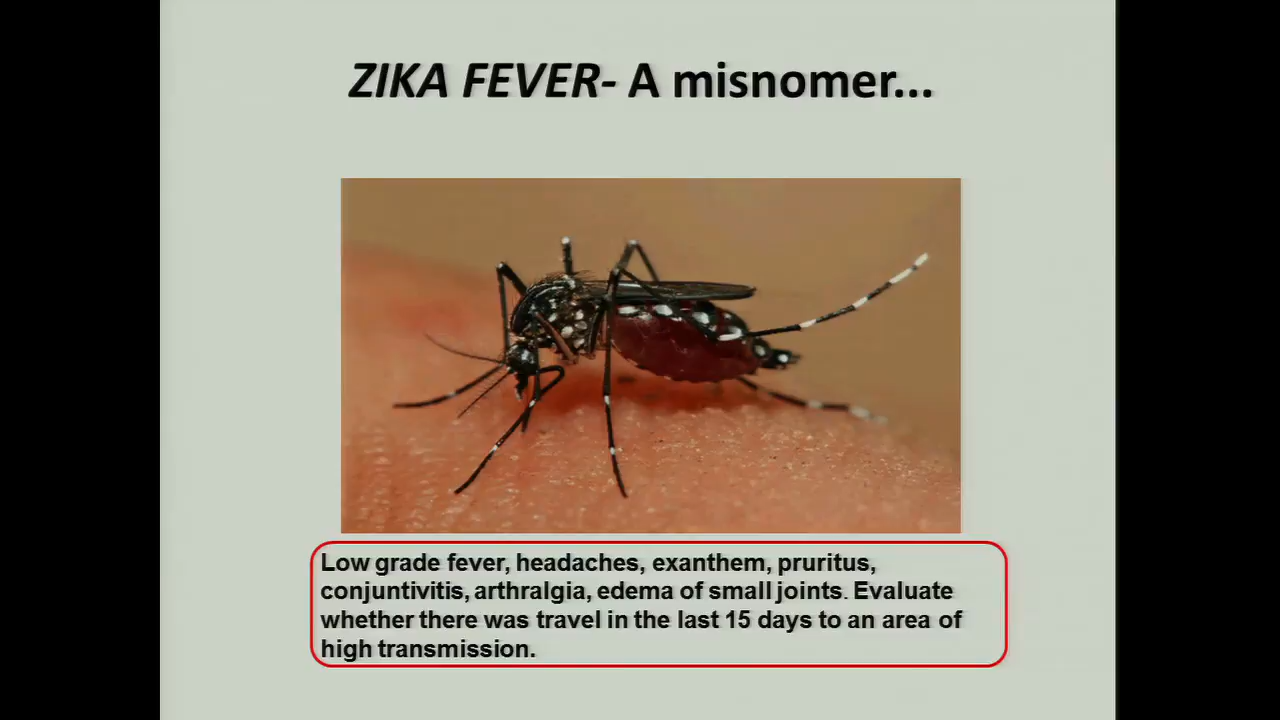 ZIKA FEVER- A misnomer...
Low grade fever, headaches, exanthem, pruritus,
conjuntivitis, arthralgia, edema of small joints. Evaluate
whether there was travel in the last 15 days to an area of
high transmission.